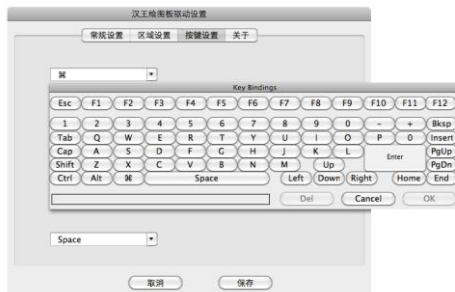 汉王绘图板驱动设置
常规设置 区域设置 按键设置 关于
⌘
Key Bindings
Esc F1 F2 F3 F4 F5 F6 F7 F8 F9 F10 F11 F12
1 2 3 4 5 6 7 8 9 0 - + Bksp
Tab Q W E R T Y U I O P 0 Insert
Cap A S D F G H J K L Enter PgUp
Shift Z X C V B N M Up PgDn
Ctrl Alt ⌘ Space Left Down Right Home End
Del Cancel OK
Space
取消 保存